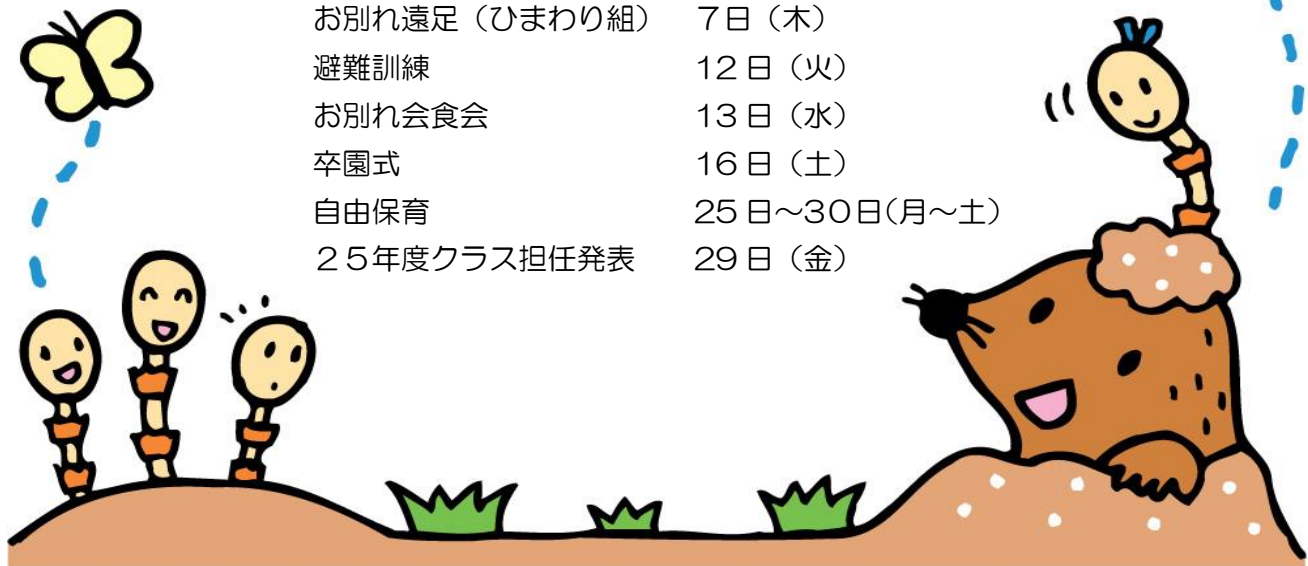 お別れ遠足（ひまわり組） 7日（木）
避難訓練 12日（火）
お別れ会食会 13日（水）
卒園式 16日（土）
自由保育 25日～30日(月～土）
２５年度クラス担任発表 29日（金）